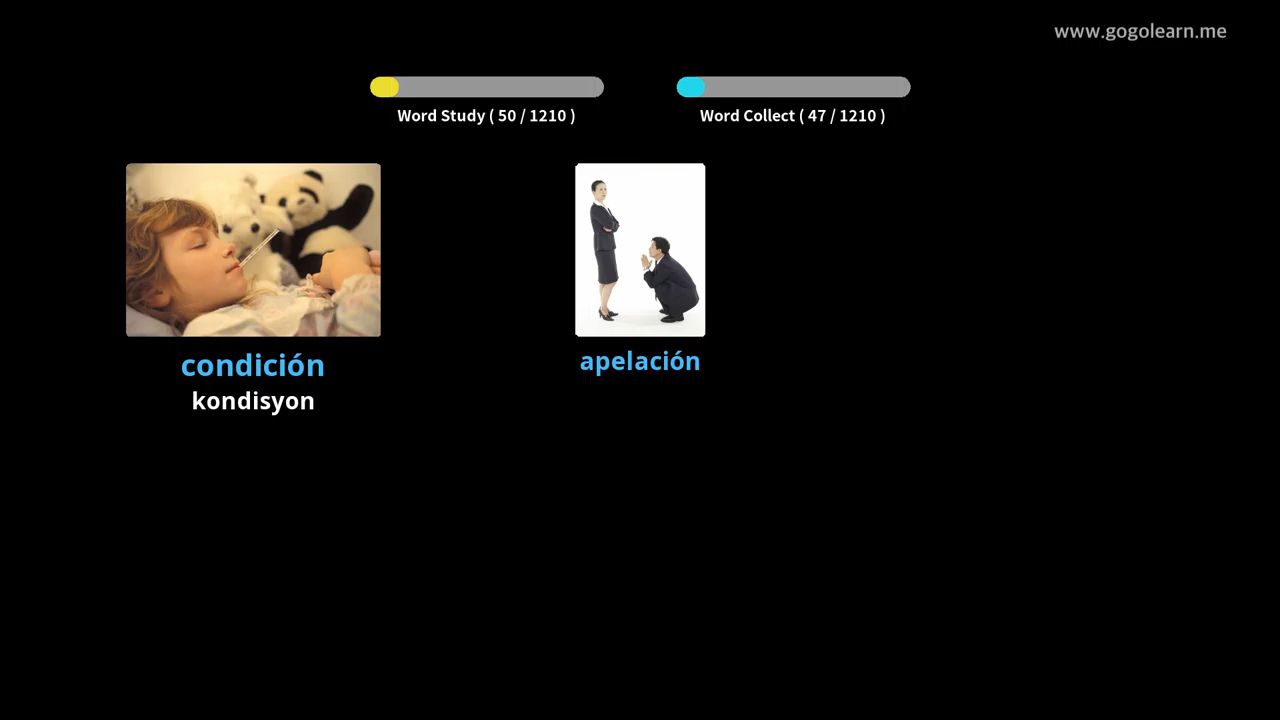 www.gogolearn.me
Word Study ( 50 / 1210 )
Word Collect ( 47 / 1210 )
condición
kondisyon
apelación